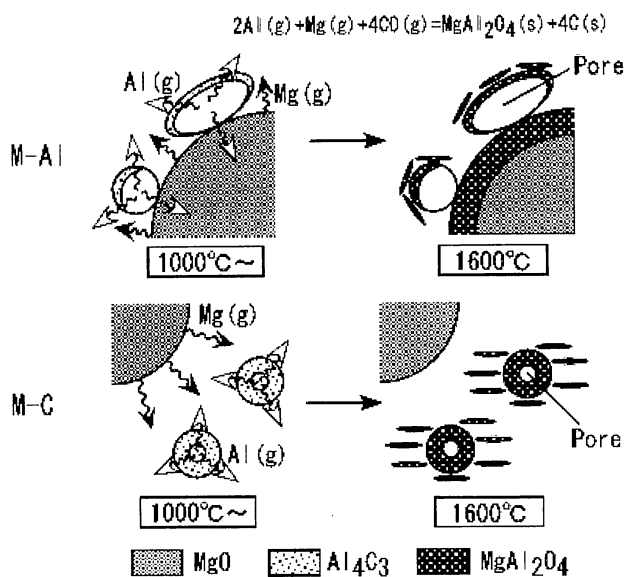 2Al(g)+Mg(g)+4CO(g)=MgAl₂O₄(s)+4C(s)
Al(g)
Mg(g)
Pore
M-Al
1000℃~
1600℃
Mg(g)
M-C
Al(g)
Pore
1000℃~
1600℃
MgO
Al₄C₃
MgAl₂O₄